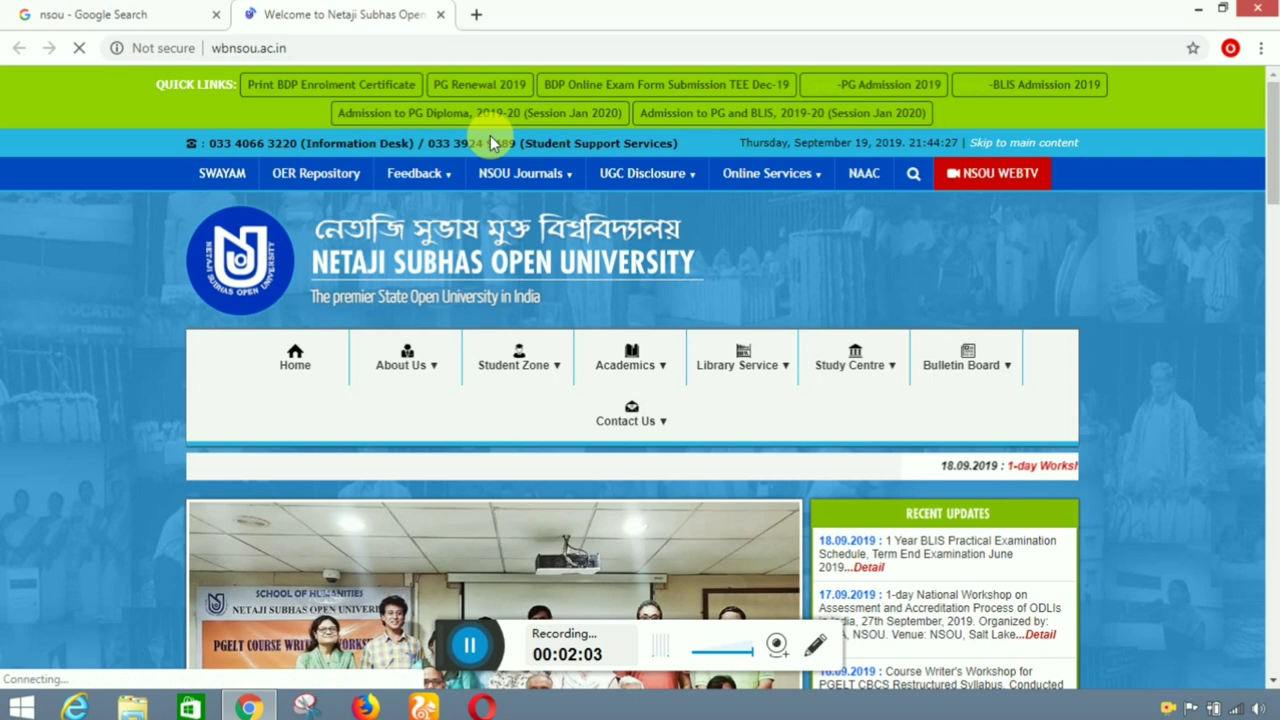 nsou - Google Search
Welcome to Netaji Subhas Open
Not secure | wbnsou.ac.in
QUICK LINKS: Print BDP Enrolment Certificate PG Renewal 2019 BDP Online Exam Form Submission TEE Dec-19 -PG Admission 2019 -BLIS Admission 2019
Admission to PG Diploma, 2019-20 (Session Jan 2020) Admission to PG and BLIS, 2019-20 (Session Jan 2020)
: 033 4066 3220 (Information Desk) / 033 (Student Support Services) Thursday, September 19, 2019. 21:44:27 | Skip to main content
SWAYAM OER Repository Feedback NSOU Journals UGC Disclosure Online Services NAAC NSOU WEBTV
নেতাজি সুভাষ মুক্ত বিশ্ববিদ্যালয়
NETAJI SUBHAS OPEN UNIVERSITY
The premier State Open University in India
NETAJI SUBHAS OPEN UNIVERSITY
Home About Us Student Zone Academics Library Service Study Centre Bulletin Board
Contact Us
18.09.2019 : 1-day Worksh
RECENT UPDATES
18.09.2019 : 1 Year BLIS Practical Examination
Schedule, Term End Examination June
2019...Detail
17.09.2019 : 1-day National Workshop on
Assessment and Accreditation Process of ODLIs
in India, 27th September, 2019. Organized by:
NSOU. Venue: NSOU, Salt Lake...Detail
Course Writer's Workshop for
PGELT CBCS Restructured Syllabus, Conducted
SCHOOL OF HUMANITIES
NETAJI SUBHAS OPEN UNIVER
PGELT COURSE WRIT
Recording...
00:02:03
Connecting...